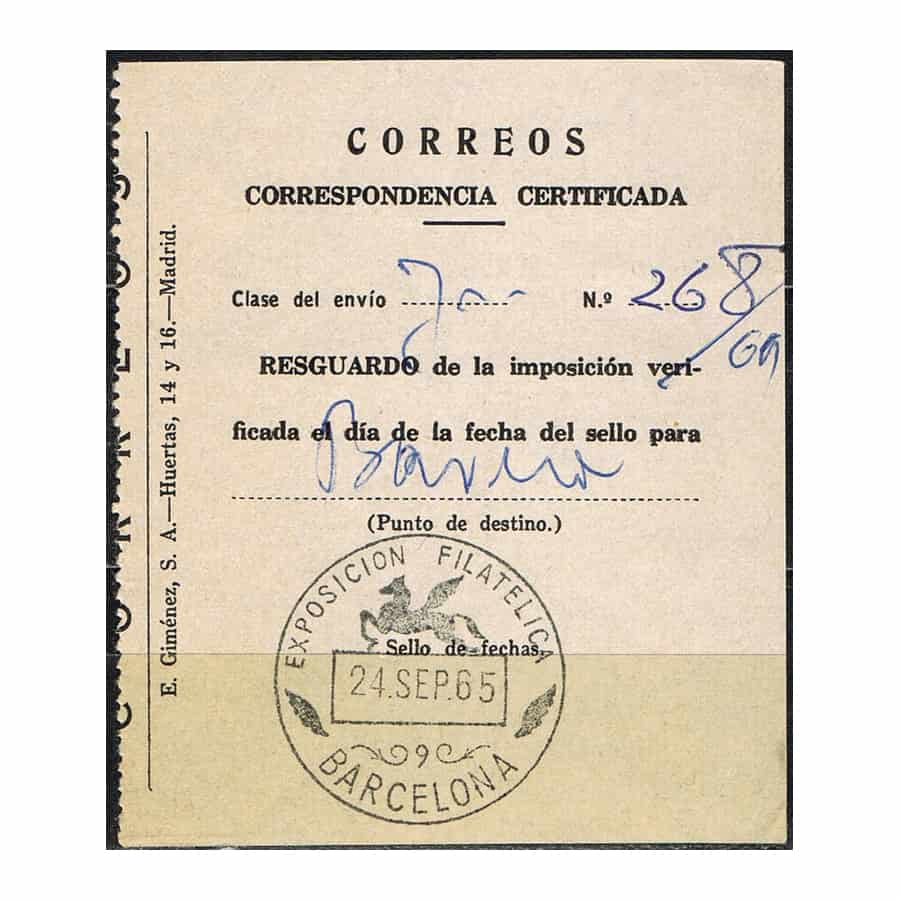 CORREOS
CORRESPONDENCIA CERTIFICADA
Clase del envío N.º 268
RESGUARDO de la imposición veri-
ficada el día de la fecha del sello para
(Punto de destino.)
Sello de fechas.
EXPOSICION FILATELICA
24.SEP.65
9
BARCELONA
E. Giménez, S. A.—Huertas, 14 y 16.—Madrid.
CORREOS